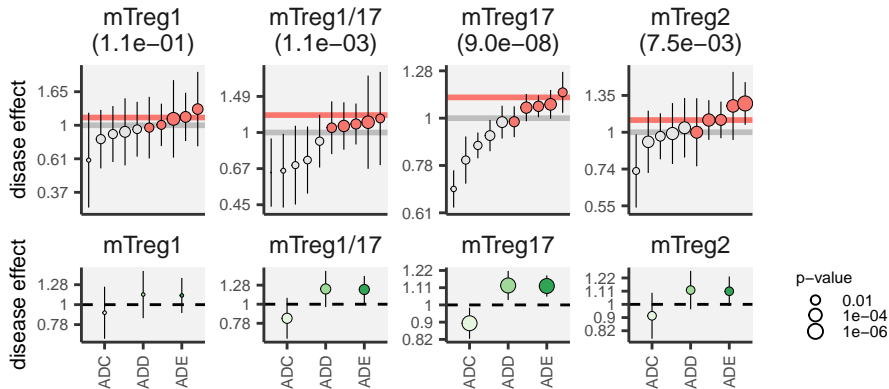 mTreg1 mTreg1/17 mTreg17 mTreg2
(1.1e−01) (1.1e−03) (9.0e−08) (7.5e−03)
disase effect
1.65
1
0.61
0.37
1.49
1
0.67
0.45
1.28
1
0.78
0.61
1.35
1
0.74
0.55
mTreg1 mTreg1/17 mTreg17 mTreg2
disease effect
1.28
1
0.78
1.28
1
0.78
1.22
1.11
1
0.9
0.82
1.22
1.11
1
0.9
0.82
ADC ADD ADE
ADC ADD ADE
ADC ADD ADE
ADC ADD ADE
p−value
0.01
1e−04
1e−06